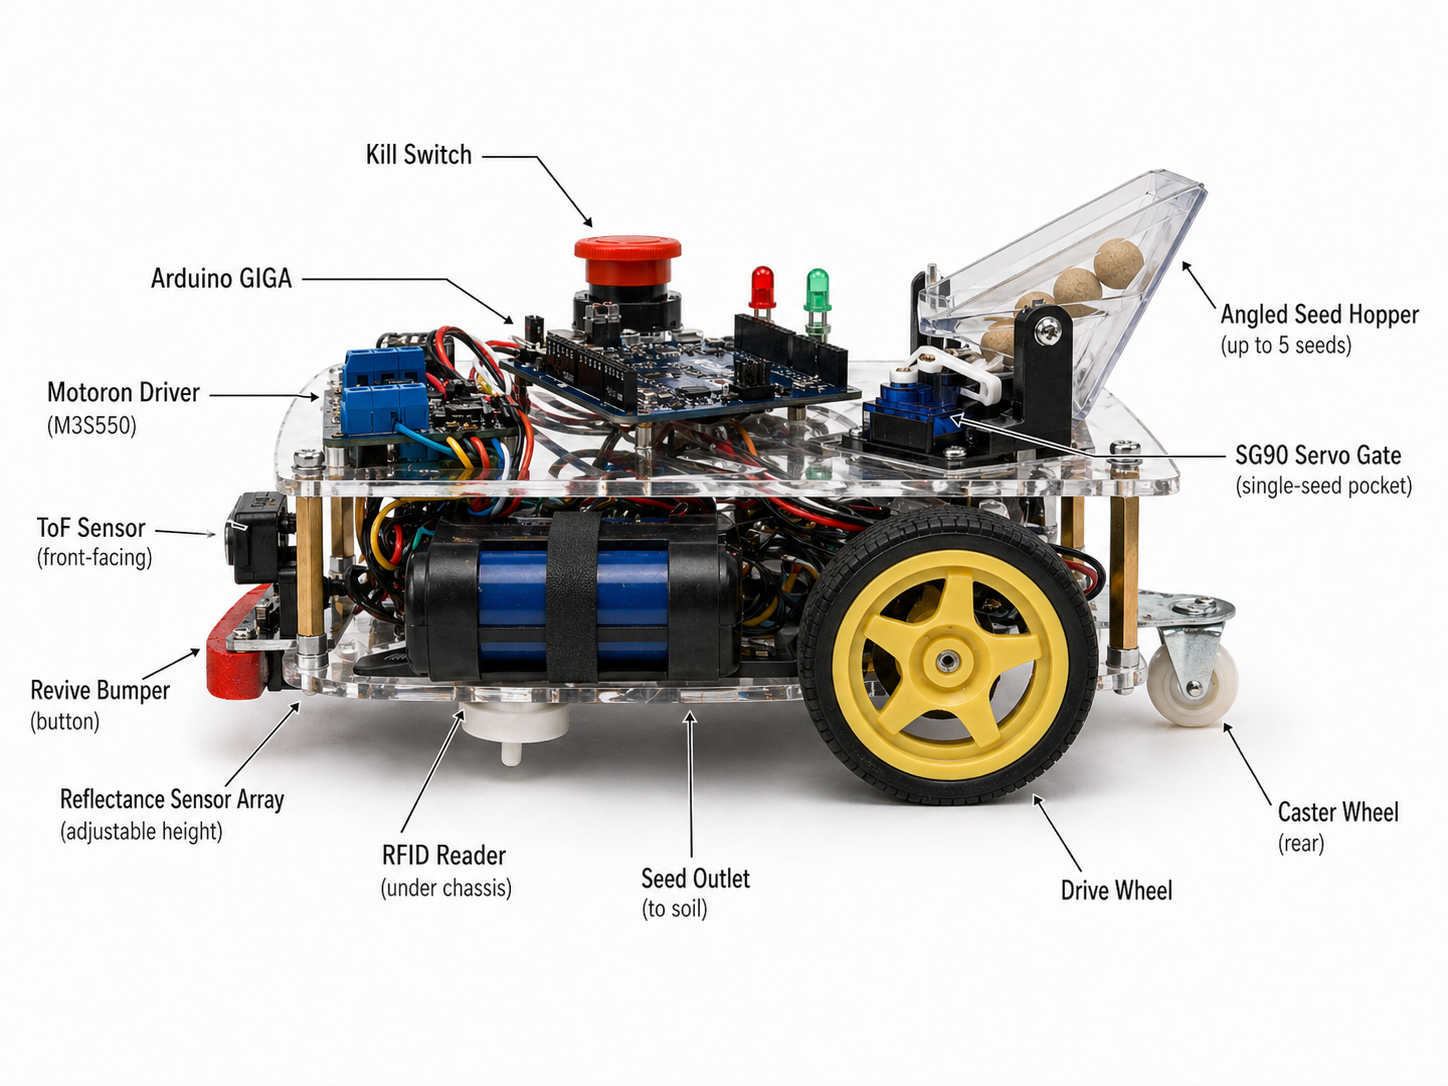 Kill Switch
Arduino GIGA
Motoron Driver
(M3S550)
ToF Sensor
(front-facing)
Revive Bumper
(button)
Reflectance Sensor Array
(adjustable height)
RFID Reader
(under chassis)
Seed Outlet
(to soil)
Drive Wheel
Caster Wheel
(rear)
SG90 Servo Gate
(single-seed pocket)
Angled Seed Hopper
(up to 5 seeds)